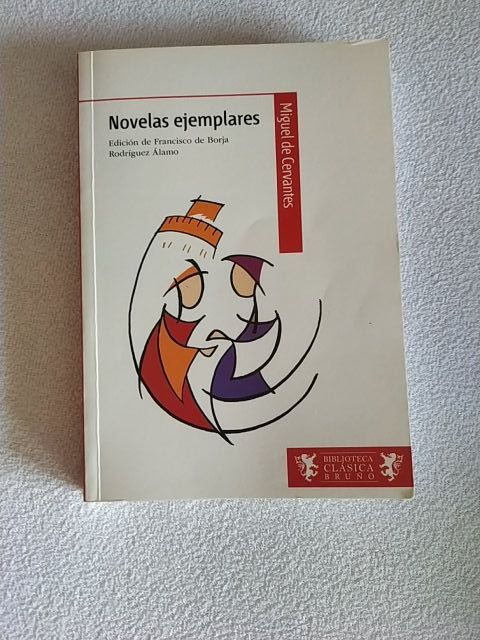 Novelas ejemplares
Edición de Francisco de Borja
Rodríguez Álamo
Miguel de Cervantes
BIBLIOTECA
CLÁSICA
BRUÑO